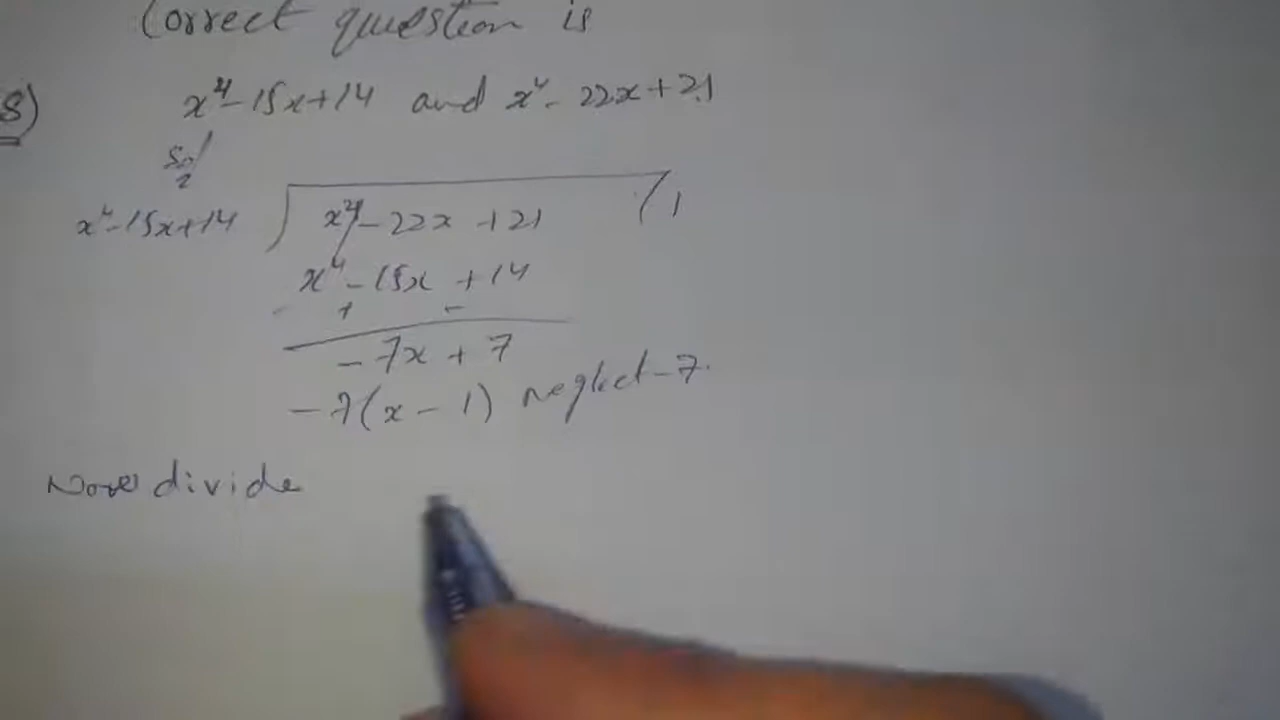 Correct question is
8) x⁴-15x+14 and x⁴-22x+21
Sol
x⁴-15x+14 ) x⁴-22x +21 ( 1
x⁴-15x +14
- + -
-7x + 7
-7(x-1) neglect -7.
Now divide